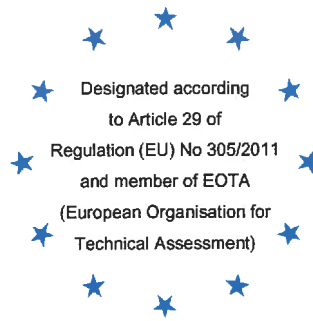 Designated according
to Article 29 of
Regulation (EU) No 305/2011
and member of EOTA
(European Organisation for
Technical Assessment)